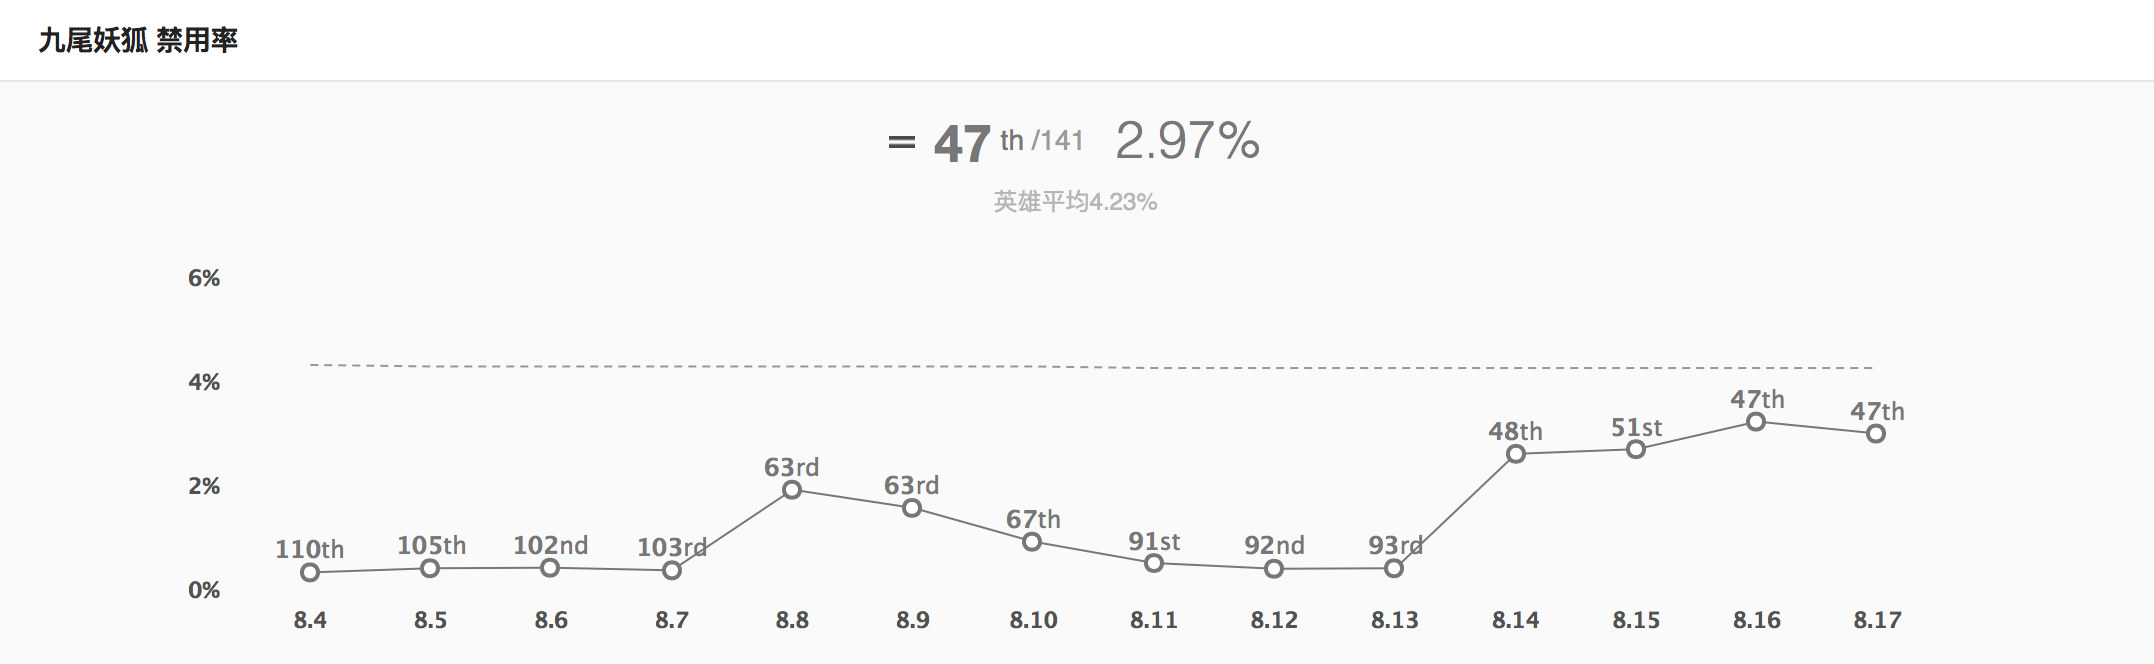 九尾妖狐 禁用率
= 47 th /141 2.97%
英雄平均4.23%
6%
4%
2%
0%
110th 105th 102nd 103rd 63rd 63rd 67th 91st 92nd 93rd 48th 51st 47th 47th
8.4 8.5 8.6 8.7 8.8 8.9 8.10 8.11 8.12 8.13 8.14 8.15 8.16 8.17